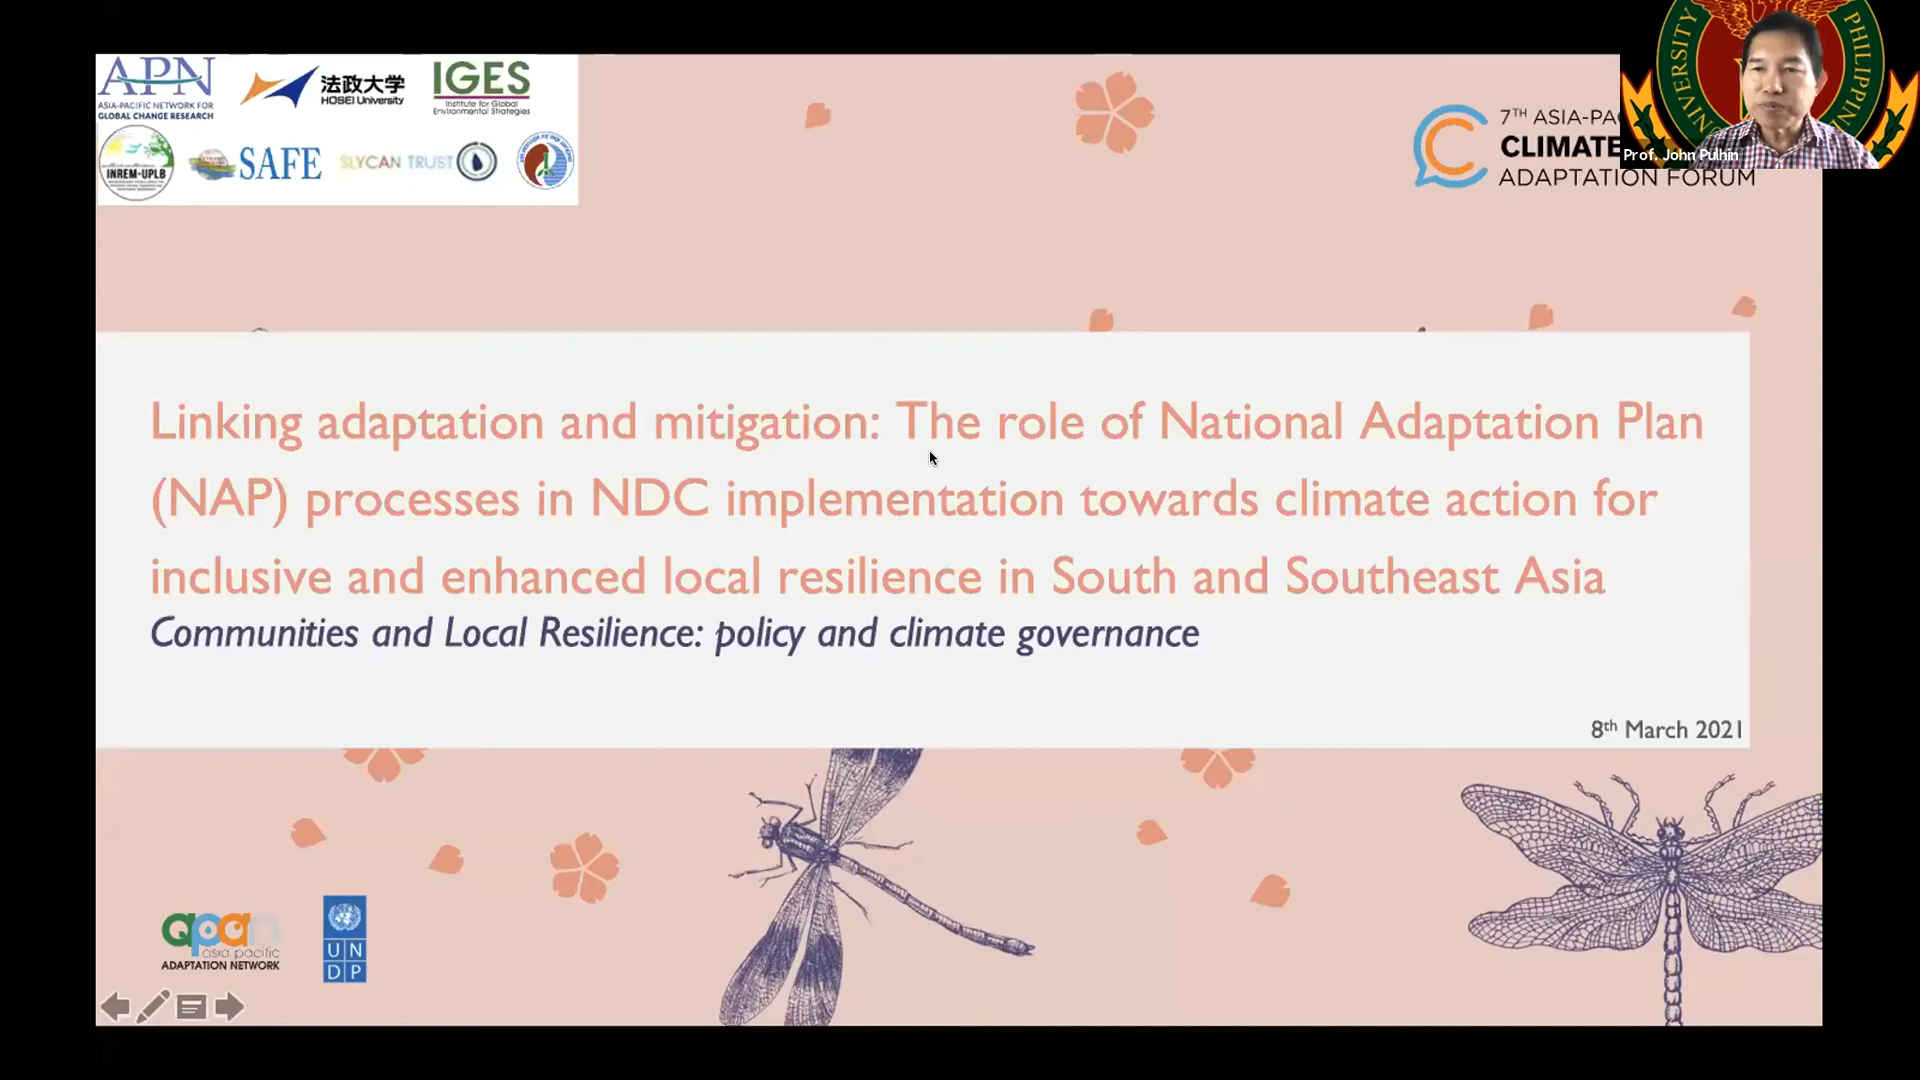 APN
ASIA-PACIFIC NETWORK FOR
GLOBAL CHANGE RESEARCH
法政大学
HOSEI University
IGES
Institute for Global
Environmental Strategies
INREM-UPLB
SAFE
SLYCAN TRUST
7TH ASIA-PA
CLIMATE
ADAPTATION FORUM
UNIVERSITY
PHILIPPIN
Prof. John Pulhin
Linking adaptation and mitigation: The role of National Adaptation Plan
(NAP) processes in NDC implementation towards climate action for
inclusive and enhanced local resilience in South and Southeast Asia
Communities and Local Resilience: policy and climate governance
8th March 2021
apan
asia pacific
ADAPTATION NETWORK
UN
DP